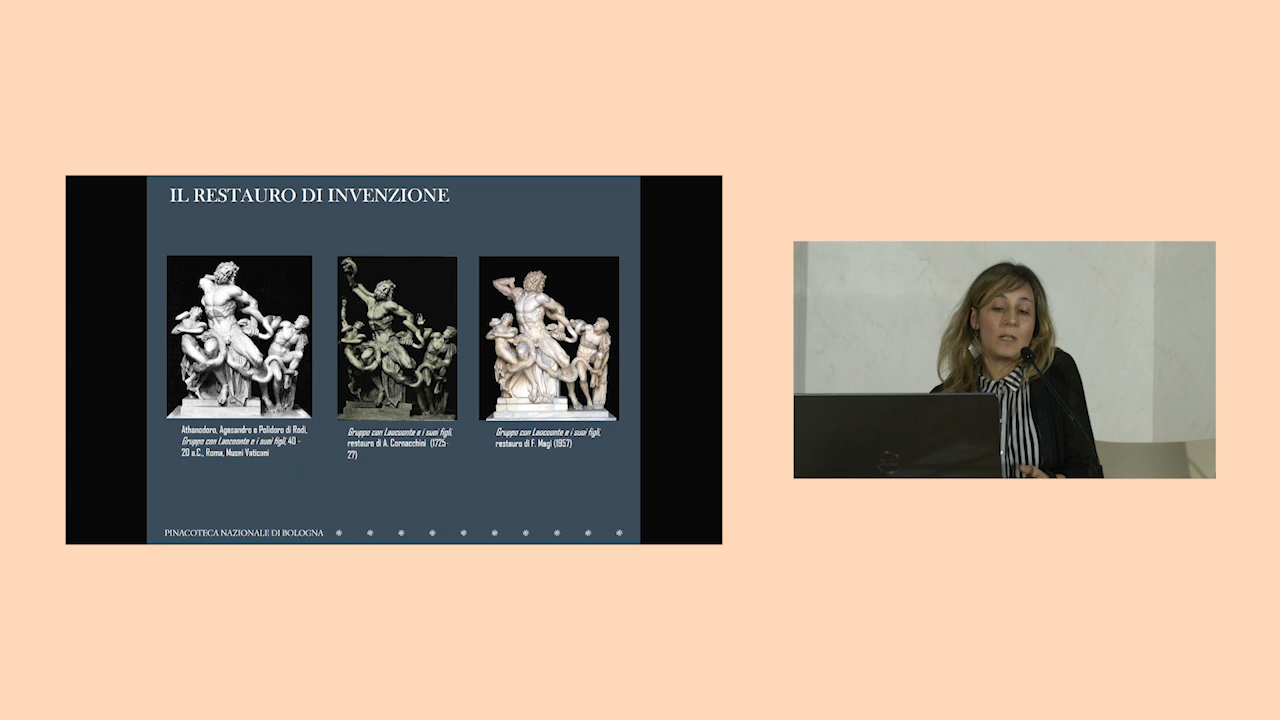 IL RESTAURO DI INVENZIONE
Athanodoro, Agesandro e Polidoro di Rodi,
Gruppo con Laocoonte e i suoi figli, 40 -
20 a.C., Roma, Musei Vaticani
Gruppo con Laocoonte e i suoi figli,
restauro di A. Cornacchini (1725-
27)
Gruppo con Laocoonte e i suoi figli,
restauro di F. Magi (1957)
PINACOTECA NAZIONALE DI BOLOGNA